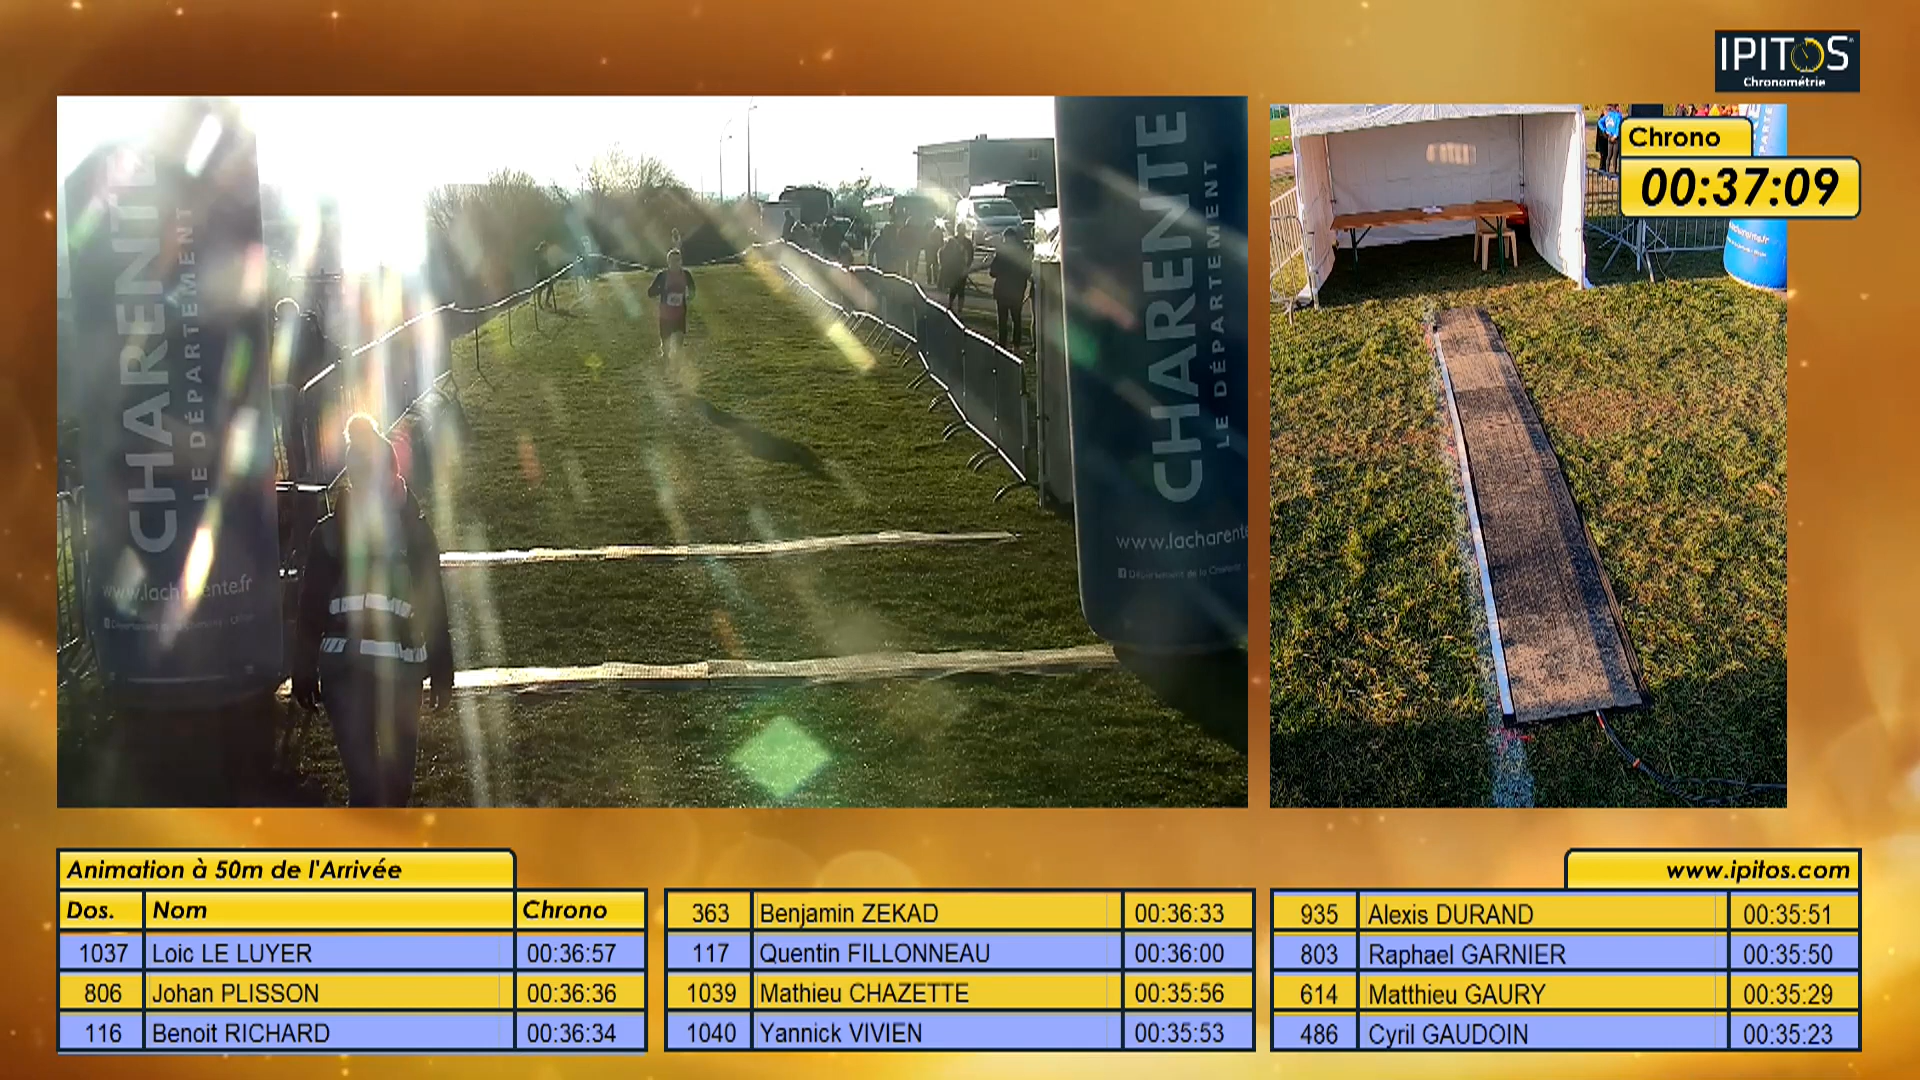 IPITOS
Chronométrie
Chrono
00:37:09
CHARENTE
LE DÉPARTEMENT
www.lacharente.fr
CHARENTE
LE DÉPARTEMENT
www.lacharente
Animation à 50m de l'Arrivée
www.ipitos.com
Dos. Nom Chrono
1037 Loic LE LUYER 00:36:57
806 Johan PLISSON 00:36:36
116 Benoit RICHARD 00:36:34
363 Benjamin ZEKAD 00:36:33
117 Quentin FILLONNEAU 00:36:00
1039 Mathieu CHAZETTE 00:35:56
1040 Yannick VIVIEN 00:35:53
935 Alexis DURAND 00:35:51
803 Raphael GARNIER 00:35:50
614 Matthieu GAURY 00:35:29
486 Cyril GAUDOIN 00:35:23